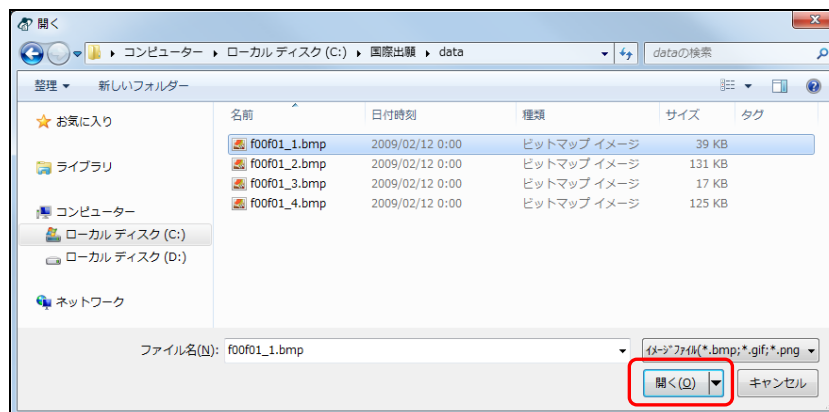 開く
コンピューター ▸ ローカル ディスク (C:) ▸ 国際出願 ▸ data
dataの検索
整理 新しいフォルダー
名前 日付時刻 種類 サイズ タグ
お気に入り
ライブラリ
コンピューター
ローカル ディスク (C:)
ローカル ディスク (D:)
ネットワーク
f00f01_1.bmp 2009/02/12 0:00 ビットマップ イメージ 39 KB
f00f01_2.bmp 2009/02/12 0:00 ビットマップ イメージ 131 KB
f00f01_3.bmp 2009/02/12 0:00 ビットマップ イメージ 17 KB
f00f01_4.bmp 2009/02/12 0:00 ビットマップ イメージ 125 KB
ファイル名(N): f00f01_1.bmp
ｲﾒｰｼﾞﾌｧｲﾙ(*.bmp;*.gif;*.png
開く(O) キャンセル